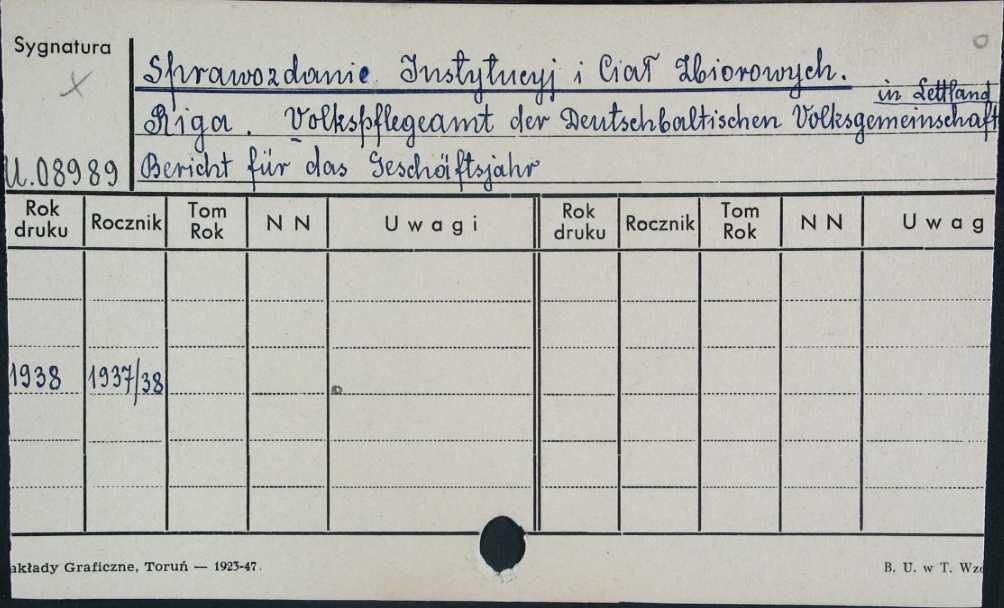 Sygnatura
Sprawozdanie Instytucyj i Ciał Zbiorowych.
in Lettland
Riga. Volkspflegeamt der Deutschbaltischen Volksgemeinschaft
U.08989 Bericht für das Geschäftsjahr
Rok druku Rocznik Tom Rok N N Uwagi Rok druku Rocznik Tom Rok N N Uwag
1938 1937/38
akłady Graficzne, Toruń — 1923-47. B. U. w T. Wzó